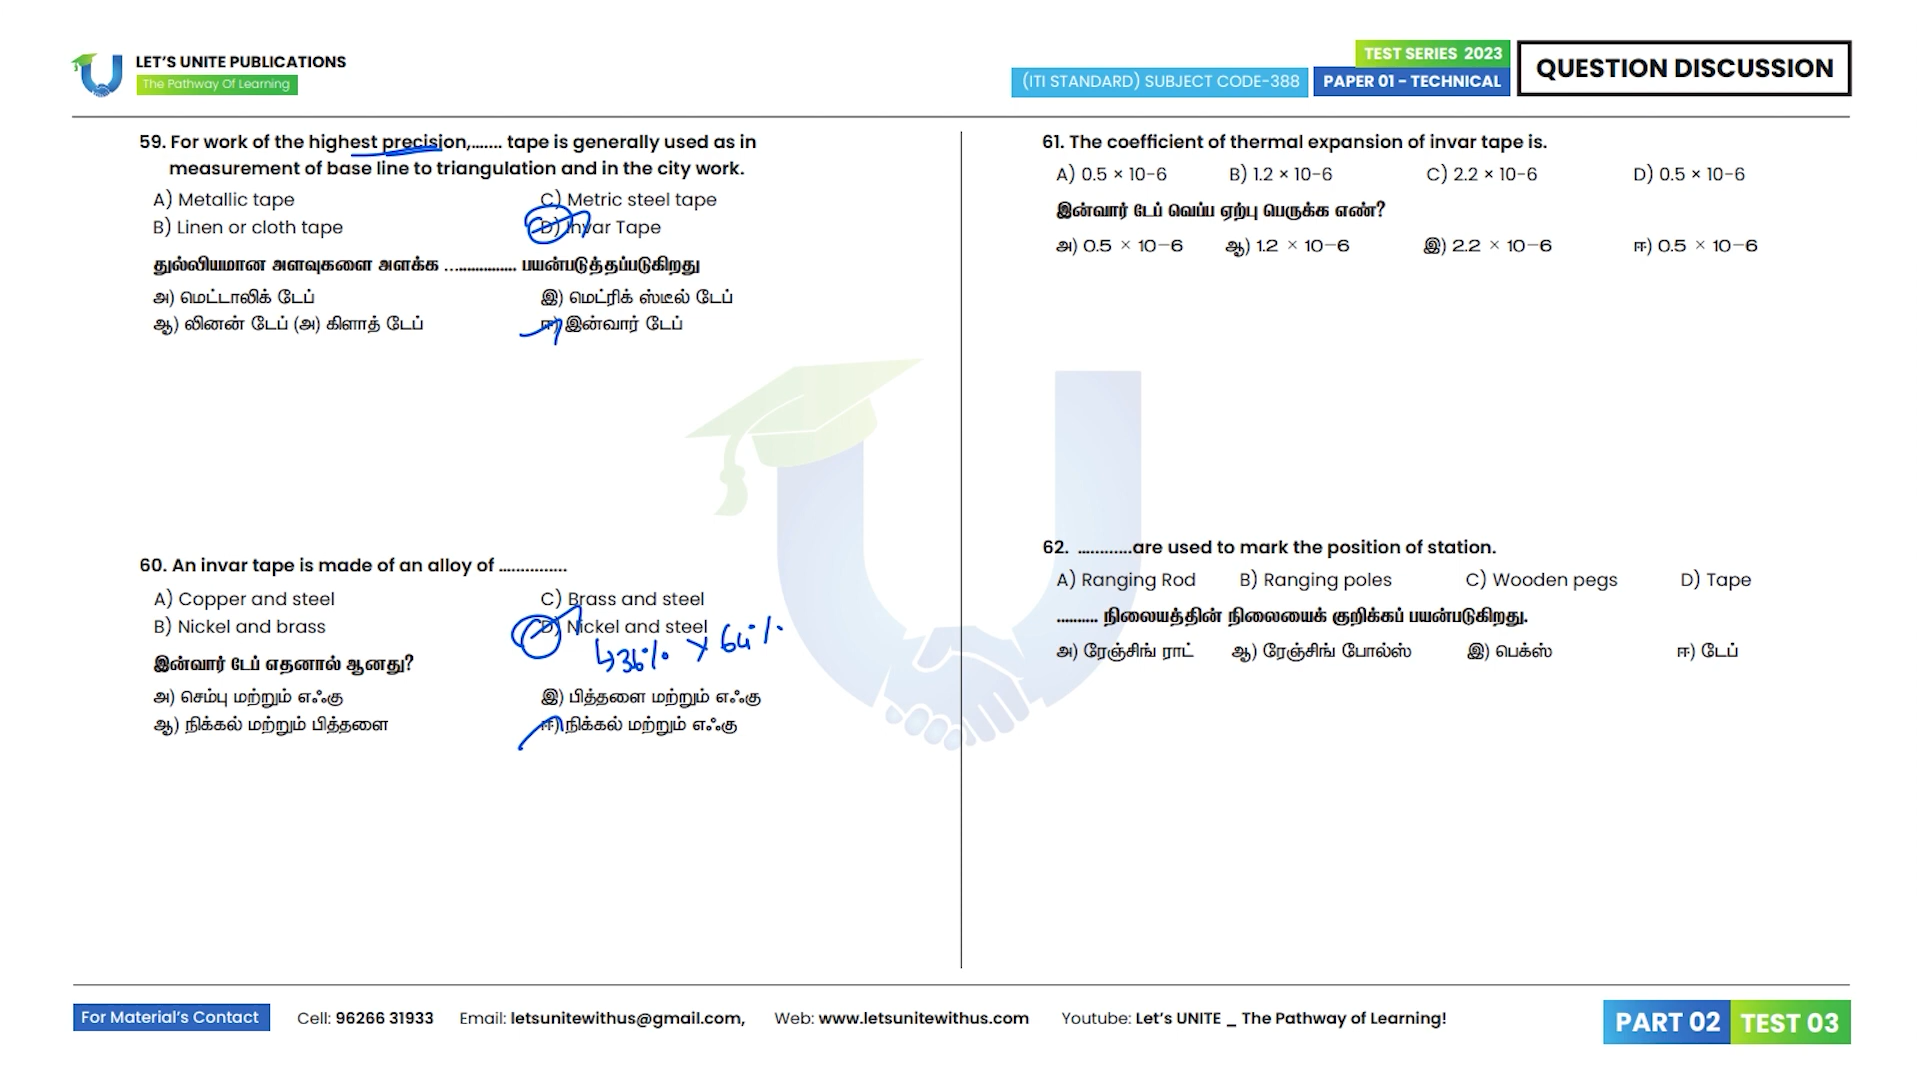 LET'S UNITE PUBLICATIONS
The Pathway Of Learning
TEST SERIES 2023
(ITI STANDARD) SUBJECT CODE-388
PAPER 01 - TECHNICAL
QUESTION DISCUSSION
59. For work of the highest precision,....... tape is generally used as in
measurement of base line to triangulation and in the city work.
A) Metallic tape
C) Metric steel tape
B) Linen or cloth tape
D) Invar Tape
துல்லியமான அளவுகளை அளக்க .................. பயன்படுத்தப்படுகிறது
அ) மெட்டாலிக் டேப்
இ) மெட்ரிக் ஸ்டீல் டேப்
ஆ) லினன் டேப் (அ) கிளாத் டேப்
ஈ) இன்வார் டேப்
60. An invar tape is made of an alloy of ...............
A) Copper and steel
C) Brass and steel
B) Nickel and brass
D) Nickel and steel
↳36% × 64%
இன்வார் டேப் எதனால் ஆனது?
அ) செம்பு மற்றும் எஃகு
இ) பித்தளை மற்றும் எஃகு
ஆ) நிக்கல் மற்றும் பித்தளை
ஈ) நிக்கல் மற்றும் எஃகு
61. The coefficient of thermal expansion of invar tape is.
A) 0.5 × 10-6 B) 1.2 × 10-6 C) 2.2 × 10-6 D) 0.5 × 10-6
இன்வார் டேப் வெப்ப ஏற்பு பெருக்க எண்?
அ) 0.5 × 10-6 ஆ) 1.2 × 10-6 இ) 2.2 × 10-6 ஈ) 0.5 × 10-6
62. ............are used to mark the position of station.
A) Ranging Rod B) Ranging poles C) Wooden pegs D) Tape
.......... நிலையத்தின் நிலையைக் குறிக்கப் பயன்படுகிறது.
அ) ரேஞ்சிங் ராட் ஆ) ரேஞ்சிங் போல்ஸ் இ) பெக்ஸ் ஈ) டேப்
For Material's Contact
Cell: 96266 31933 Email: letsunitewithus@gmail.com, Web: www.letsunitewithus.com Youtube: Let's UNITE _ The Pathway of Learning!
PART 02 TEST 03